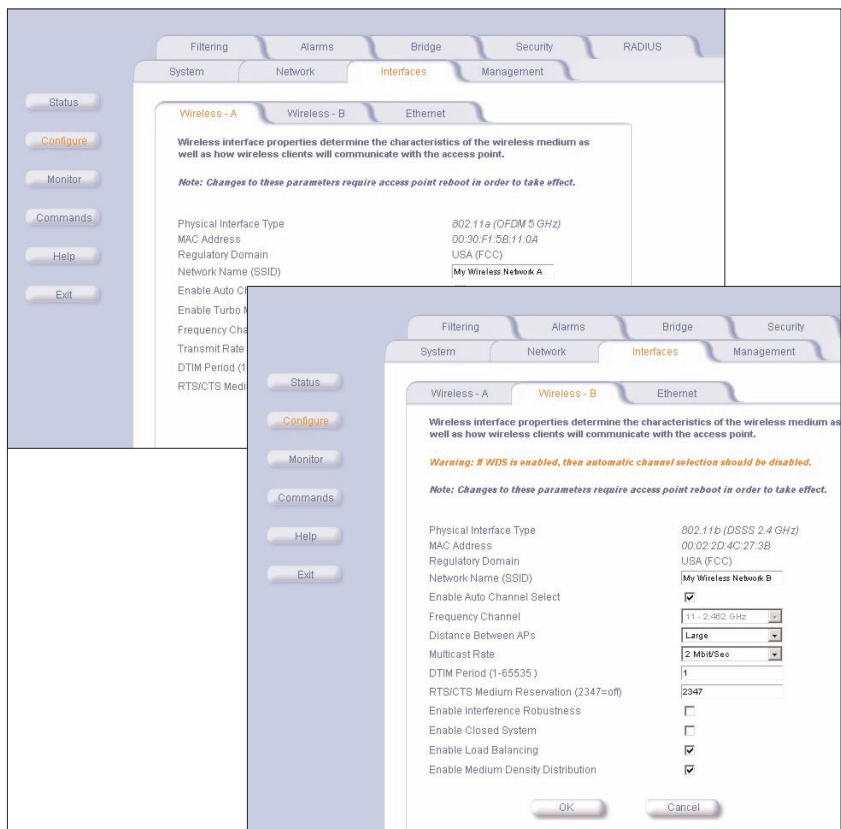 Filtering Alarms Bridge Security RADIUS
System Network Interfaces Management
Status
Configure
Monitor
Commands
Help
Exit
Wireless - A Wireless - B Ethernet
Wireless interface properties determine the characteristics of the wireless medium as
well as how wireless clients will communicate with the access point.
Note: Changes to these parameters require access point reboot in order to take effect.
Physical Interface Type 802.11a (OFDM 5 GHz)
MAC Address 00:30:F1:5B:11:0A
Regulatory Domain USA (FCC)
Network Name (SSID) My Wireless Network A
Enable Auto
Enable Turbo
Frequency
Transmit Rate
DTIM Period (1
RTS/CTS
Filtering Alarms Bridge Security
System Network Interfaces Management
Status
Configure
Monitor
Commands
Help
Exit
Wireless - A Wireless - B Ethernet
Wireless interface properties determine the characteristics of the wireless medium as
well as how wireless clients will communicate with the access point.
Warning: If WDS is enabled, then automatic channel selection should be disabled.
Note: Changes to these parameters require access point reboot in order to take effect.
Physical Interface Type 802.11b (DSSS 2.4 GHz)
MAC Address 00:02:2D:4C:27:3B
Regulatory Domain USA (FCC)
Network Name (SSID) My Wireless Network B
Enable Auto Channel Select
Frequency Channel 11 - 2.462 GHz
Distance Between APs Large
Multicast Rate 2 Mbit/Sec
DTIM Period (1-65535 ) 1
RTS/CTS Medium Reservation (2347=off) 2347
Enable Interference Robustness
Enable Closed System
Enable Load Balancing
Enable Medium Density Distribution
OK Cancel